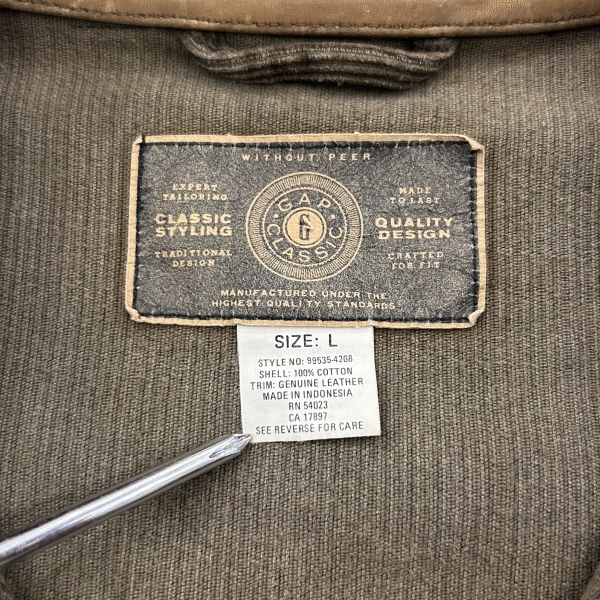 WITHOUT PEER
EXPERT
TAILORING
CLASSIC
STYLING
TRADITIONAL
DESIGN
GAP
G
CLASSIC
MADE
TO LAST
QUALITY
DESIGN
CRAFTED
FOR FIT
MANUFACTURED UNDER THE
HIGHEST QUALITY STANDARDS
SIZE: L
STYLE NO: 99535-4208
SHELL: 100% COTTON
TRIM: GENUINE LEATHER
MADE IN INDONESIA
RN 54023
CA 17897
SEE REVERSE FOR CARE